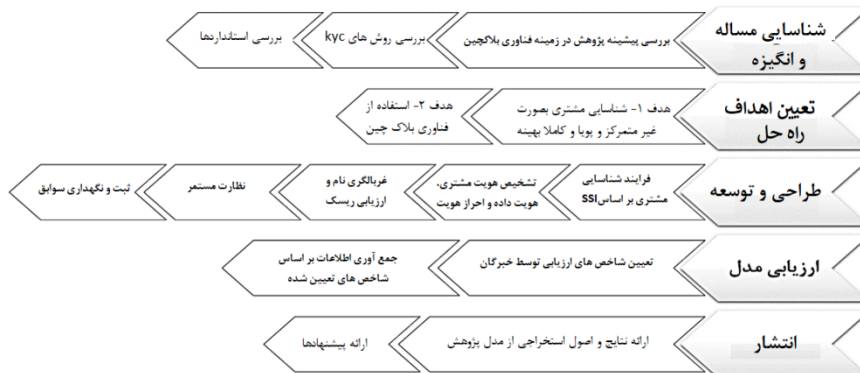 شناسایی مساله
و انگیزه
بررسی پیشینه پژوهش در زمینه فناوری بلاکچین
بررسی روش های kyc
بررسی استانداردها
تعیین اهداف
راه حل
هدف ۱- شناسایی مشتری بصورت
غیر متمرکز و پویا و کاملا بهینه
هدف ۲- استفاده از
فناوری بلاک چین
طراحی و توسعه
فرایند شناسایی
مشتری بر اساسSSI
تشخیص هویت مشتری،
هویت داده و احراز هویت
غربالگری نام و
ارزیابی ریسک
نظارت مستمر
ثبت و نگهداری سوابق
ارزیابی مدل
تعیین شاخص های ارزیابی توسط خبرگان
جمع آوری اطلاعات بر اساس
شاخص های تعیین شده
انتشار
ارائه نتایج و اصول استخراجی از مدل پژوهش
ارائه پیشنهادها